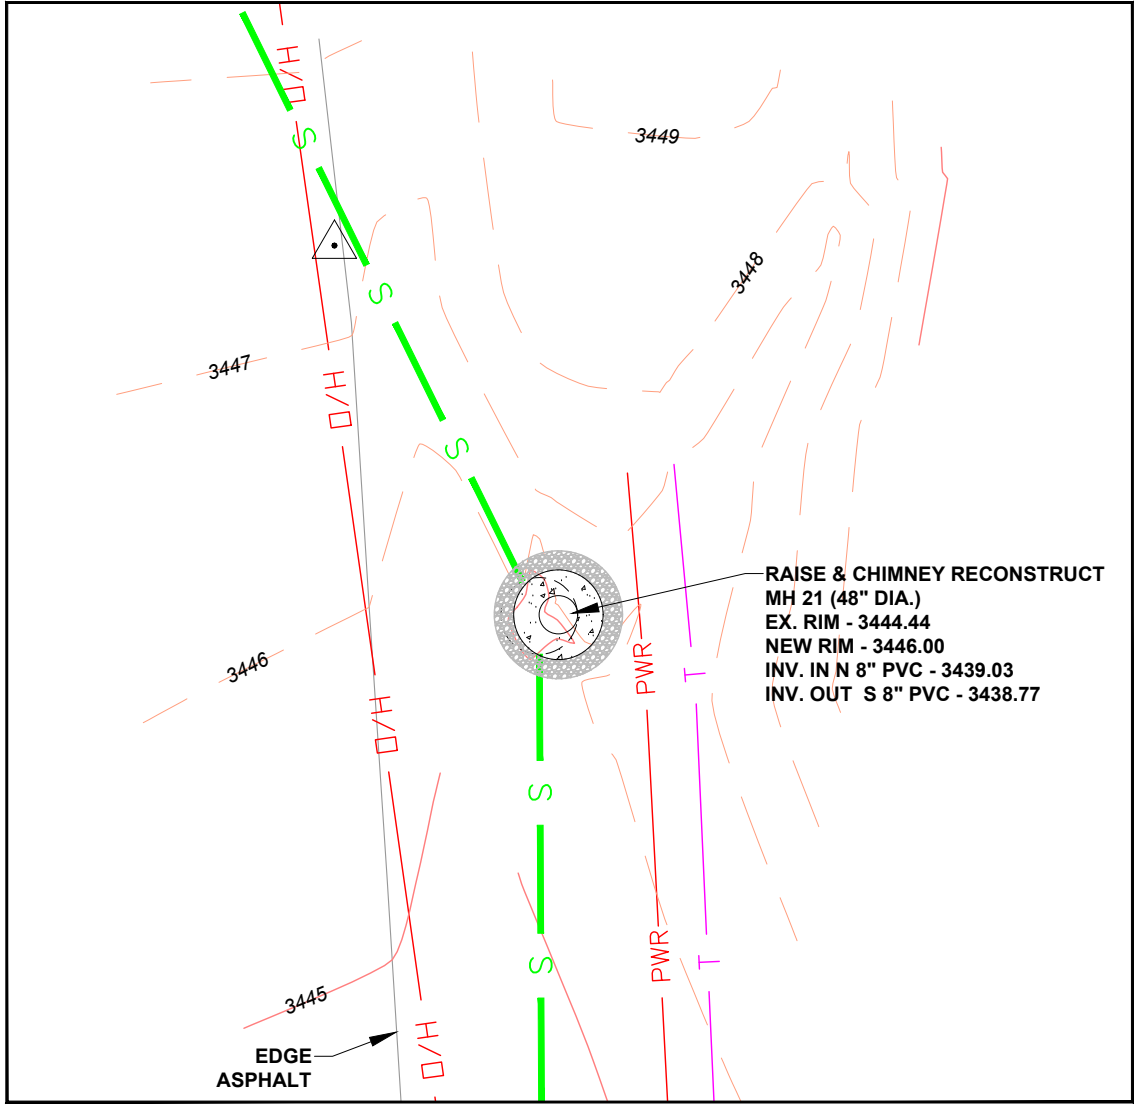 O/H
S
3449
S
3448
3447
O/H
S
RAISE & CHIMNEY RECONSTRUCT
MH 21 (48" DIA.)
EX. RIM - 3444.44
NEW RIM - 3446.00
INV. IN N 8" PVC - 3439.03
INV. OUT  S 8" PVC - 3438.77
3446
PWR
T
O/H
S
PWR
T
S
3445
O/H
EDGE
ASPHALT